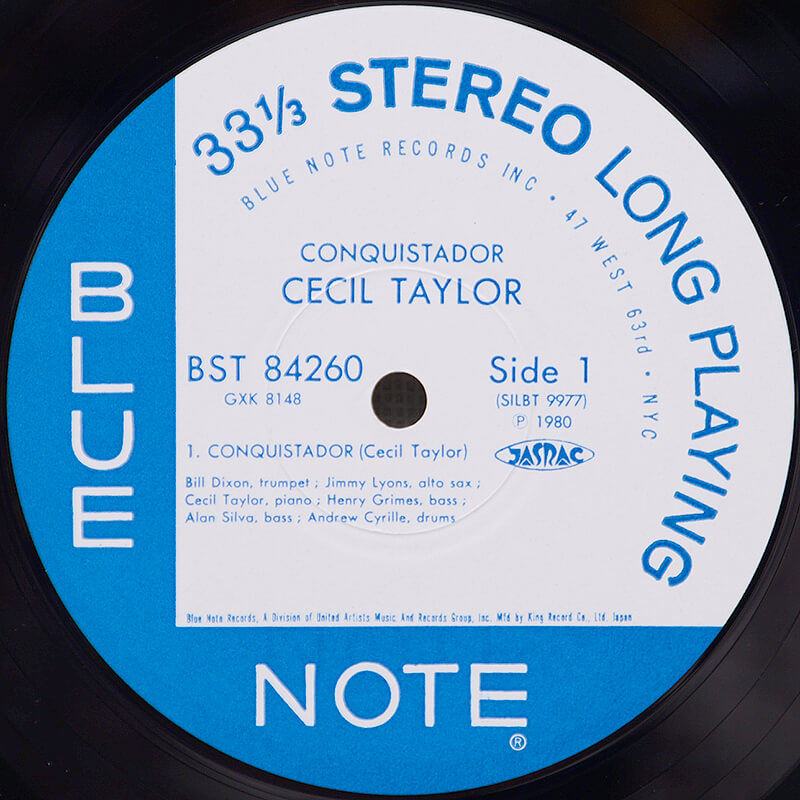 33⅓ STEREO LONG PLAYING
BLUE NOTE RECORDS INC • 47 WEST 63rd • NYC
CONQUISTADOR
CECIL TAYLOR
BST 84260
GXK 8148
Side 1
(SILBT 9977)
Ⓟ 1980
JASRAC
1. CONQUISTADOR (Cecil Taylor)
Bill Dixon, trumpet ; Jimmy Lyons, alto sax ;
Cecil Taylor, piano ; Henry Grimes, bass ;
Alan Silva, bass ; Andrew Cyrille, drums
Blue Note Records, A Division of United Artists Music And Records Group, Inc. Mfd by King Record Co., Ltd. Japan
BLUE
NOTE®